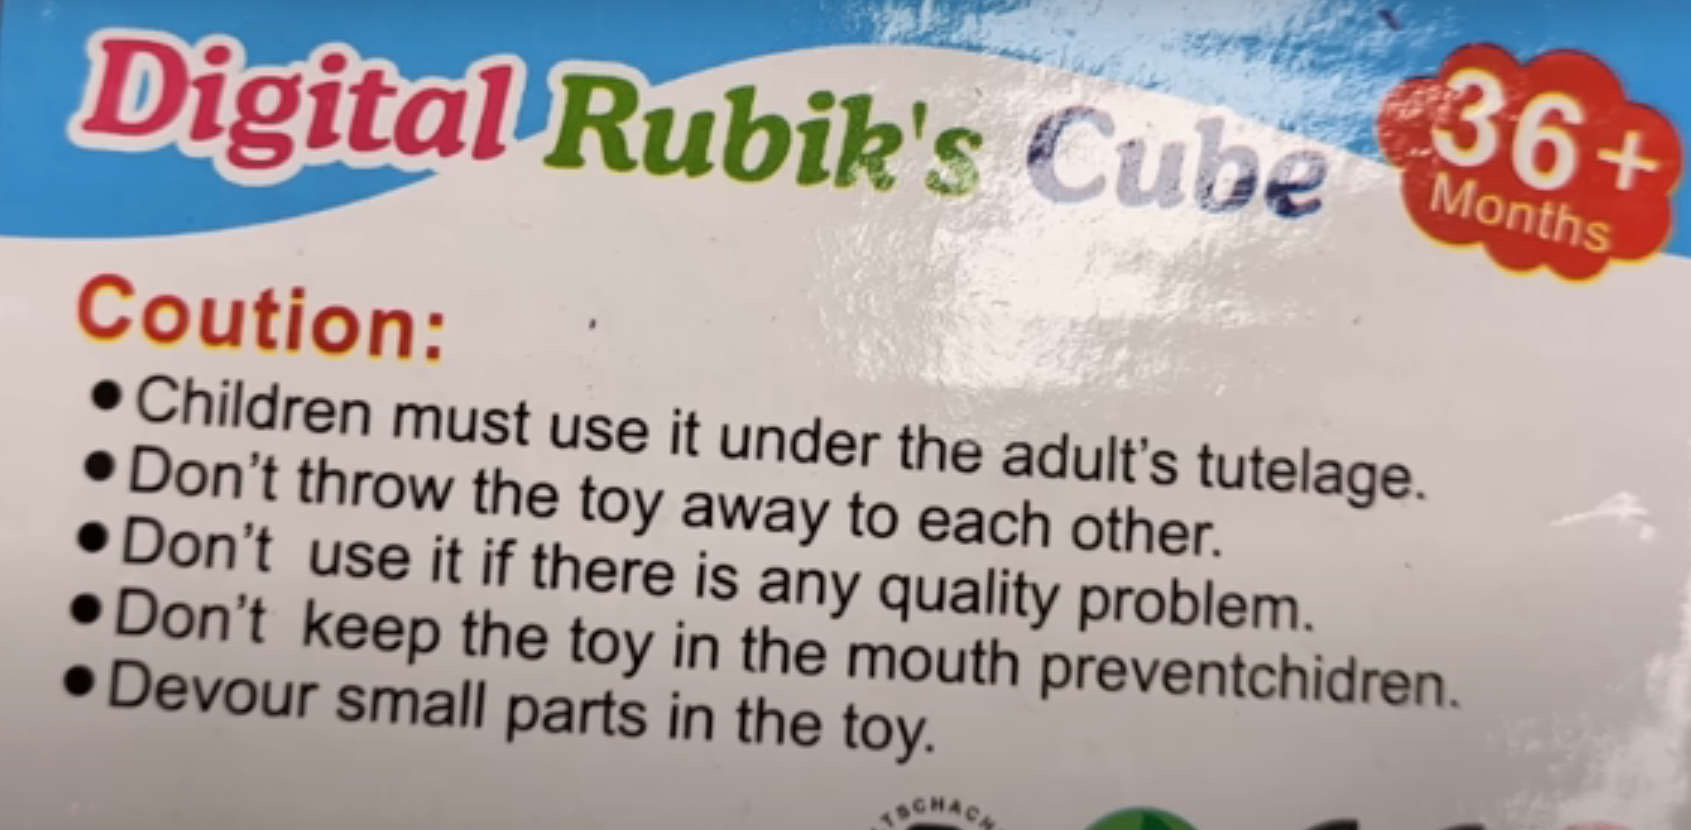 Digital Rubik's Cube
36+
Months
Coution:
●Children must use it under the adult’s tutelage.
●Don’t throw the toy away to each other.
●Don’t use it if there is any quality problem.
●Don’t keep the toy in the mouth preventchidren.
●Devour small parts in the toy.